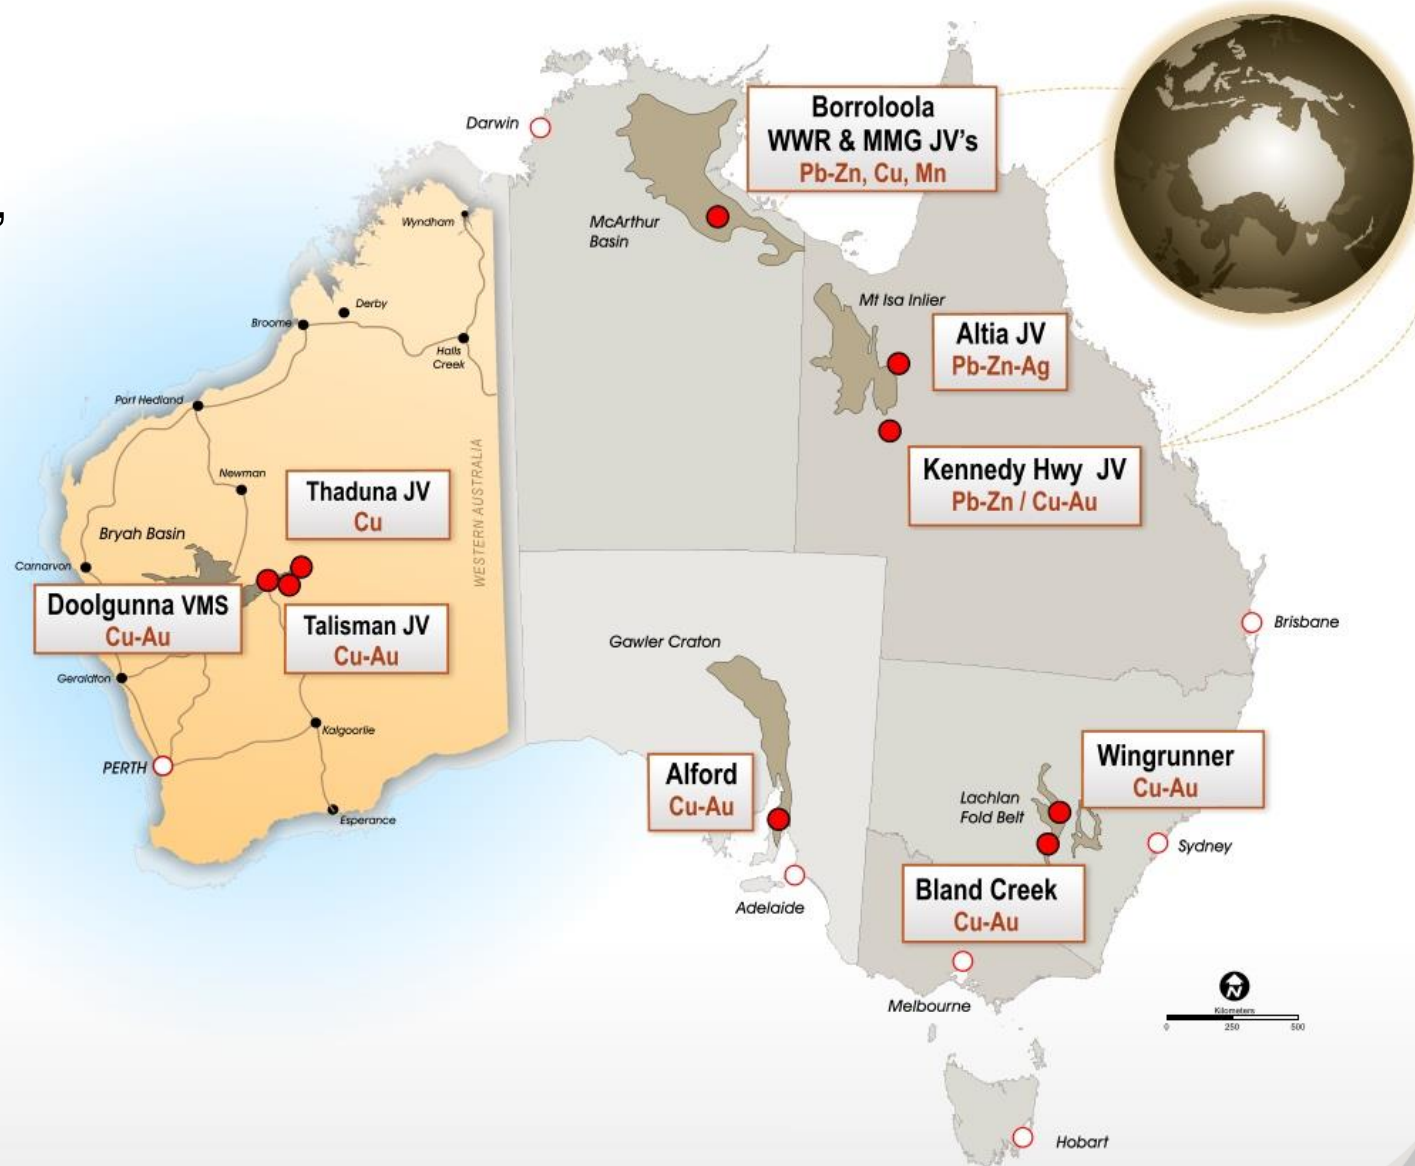 ,
Darwin
Borroloola
WWR & MMG JV's
Pb-Zn, Cu, Mn
McArthur
Basin
Wyndham
Derby
Broome
Halls
Creek
Mt Isa Inlier
Altia JV
Pb-Zn-Ag
Port Hedland
Newman
WESTERN AUSTRALIA
Kennedy Hwy JV
Pb-Zn / Cu-Au
Thaduna JV
Cu
Bryah Basin
Carnarvon
Doolgunna VMS
Cu-Au
Talisman JV
Cu-Au
Brisbane
Gawler Craton
Geraldton
Kalgoorlie
PERTH
Esperance
Alford
Cu-Au
Wingrunner
Cu-Au
Lachlan
Fold Belt
Sydney
Bland Creek
Cu-Au
Adelaide
Melbourne
N
Kilometers
0 250 500
Hobart